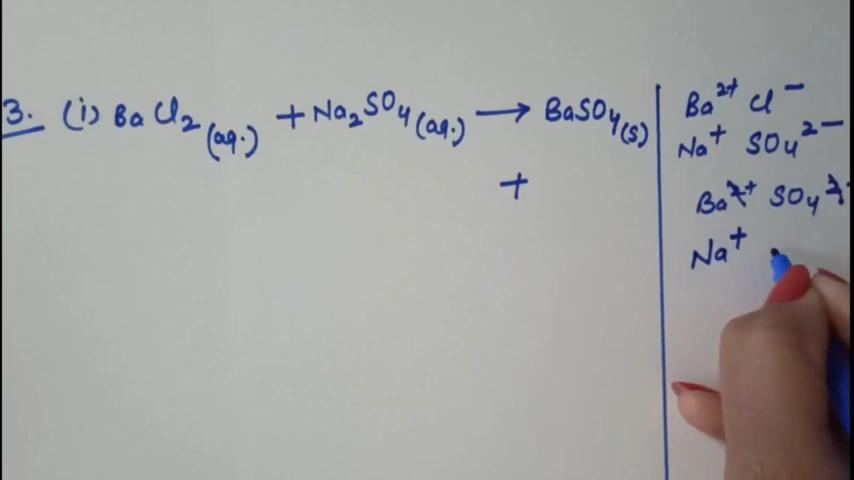 3. (i) BaCl₂ (aq.) + Na₂SO₄ (aq.) ⟶ BaSO₄(s)
+
Ba²⁺ Cl⁻
Na⁺ SO₄²⁻
Ba²⁺ SO₄²⁻
Na⁺